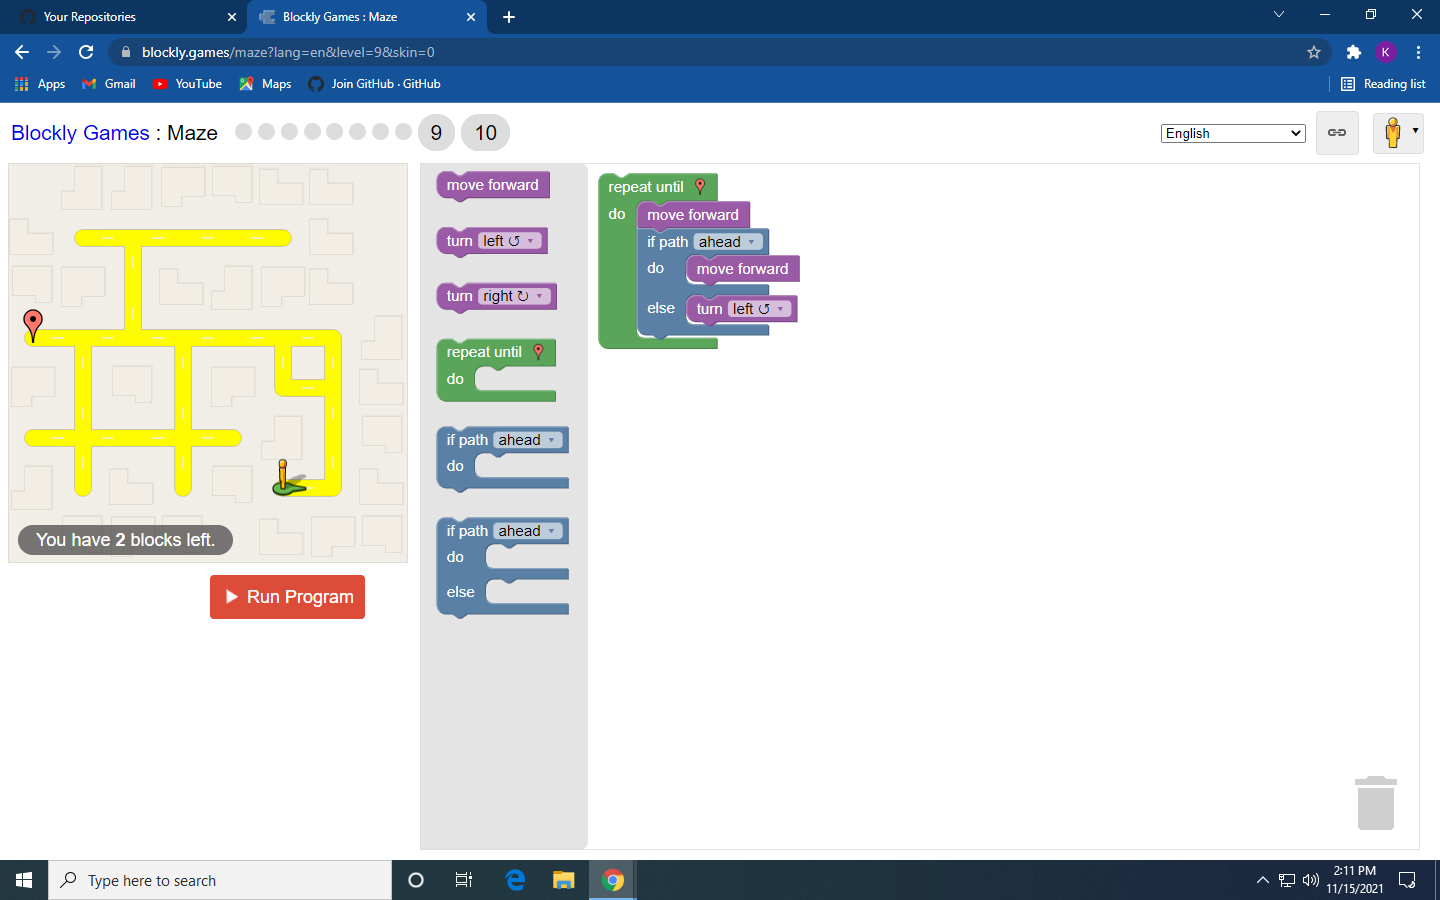 Your Repositories
Blockly Games : Maze
blockly.games/maze?lang=en&level=9&skin=0
K
Apps
Gmail
YouTube
Maps
Join GitHub · GitHub
Reading list
Blockly Games : Maze
9
10
English
You have 2 blocks left.
Run Program
move forward
turn left ↺
turn right ↻
repeat until
do
if path ahead
do
if path ahead
do
else
repeat until
do
move forward
if path ahead
do
move forward
else
turn left ↺
Type here to search
2:11 PM
11/15/2021